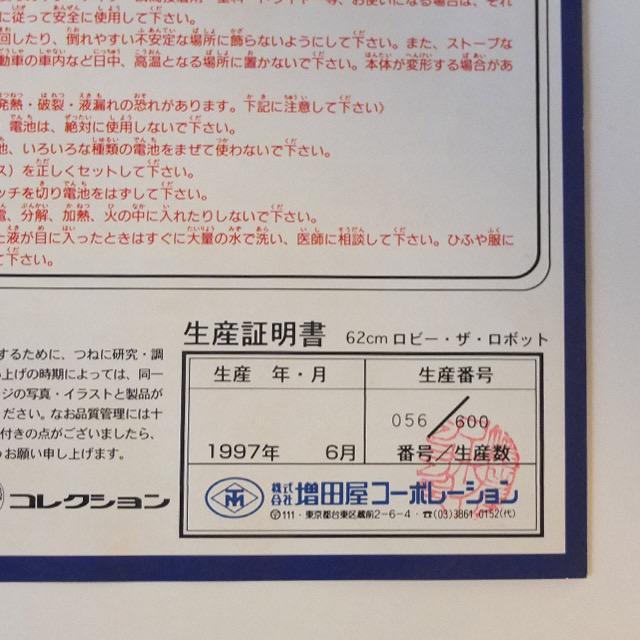 に従って安全に使用して下さい。
回したり、倒れやすい不安定な場所に飾らないようにして下さい。また、ストーブな
動車の車内など日中、高温となる場所に置かないで下さい。本体が変形する場合があ
発熱・破裂・液漏れの恐れがあります。下記に注意して下さい》
電池は、絶対に使用しないで下さい。
池、いろいろな種類の電池をまぜて使わないで下さい。
ス）を正しくセットして下さい。
ッチを切り電池をはずして下さい。
電、分解、加熱、火の中に入れたりしないで下さい。
た液が目に入ったときはすぐに大量の水で洗い、医師に相談して下さい。ひふや服に
て下さい。
生産証明書 62cm ロビー・ザ・ロボット
するために、つねに研究・調
い上げの時期によっては、同一
ージの写真・イラストと製品が
ださい。なお品質管理には十
付きの点がございましたら、
うお願い申し上げます。
コレクション
生産 年・月
生産番号
056／600
1997年 6月
番号／生産数
株式会社 増田屋コーポレーション
〒111・東京都台東区蔵前2−6−4・☎(03)3861-0152(代)